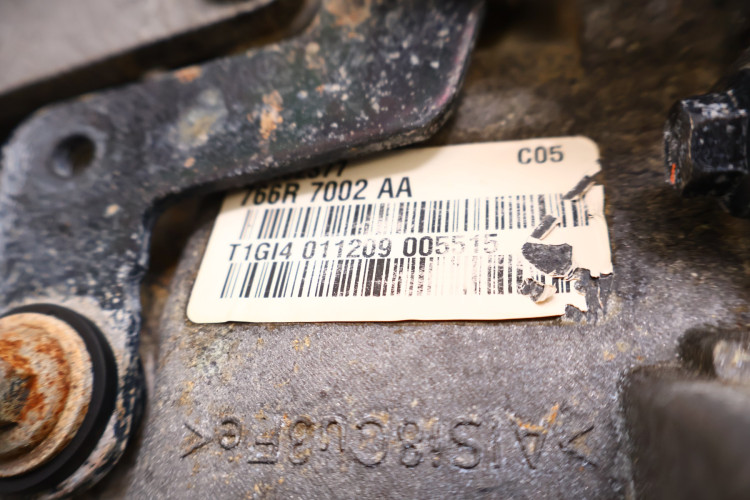 C05
766R 7002 AA
T1GI4 011209 005515
>AlSi8Cu3Fe<